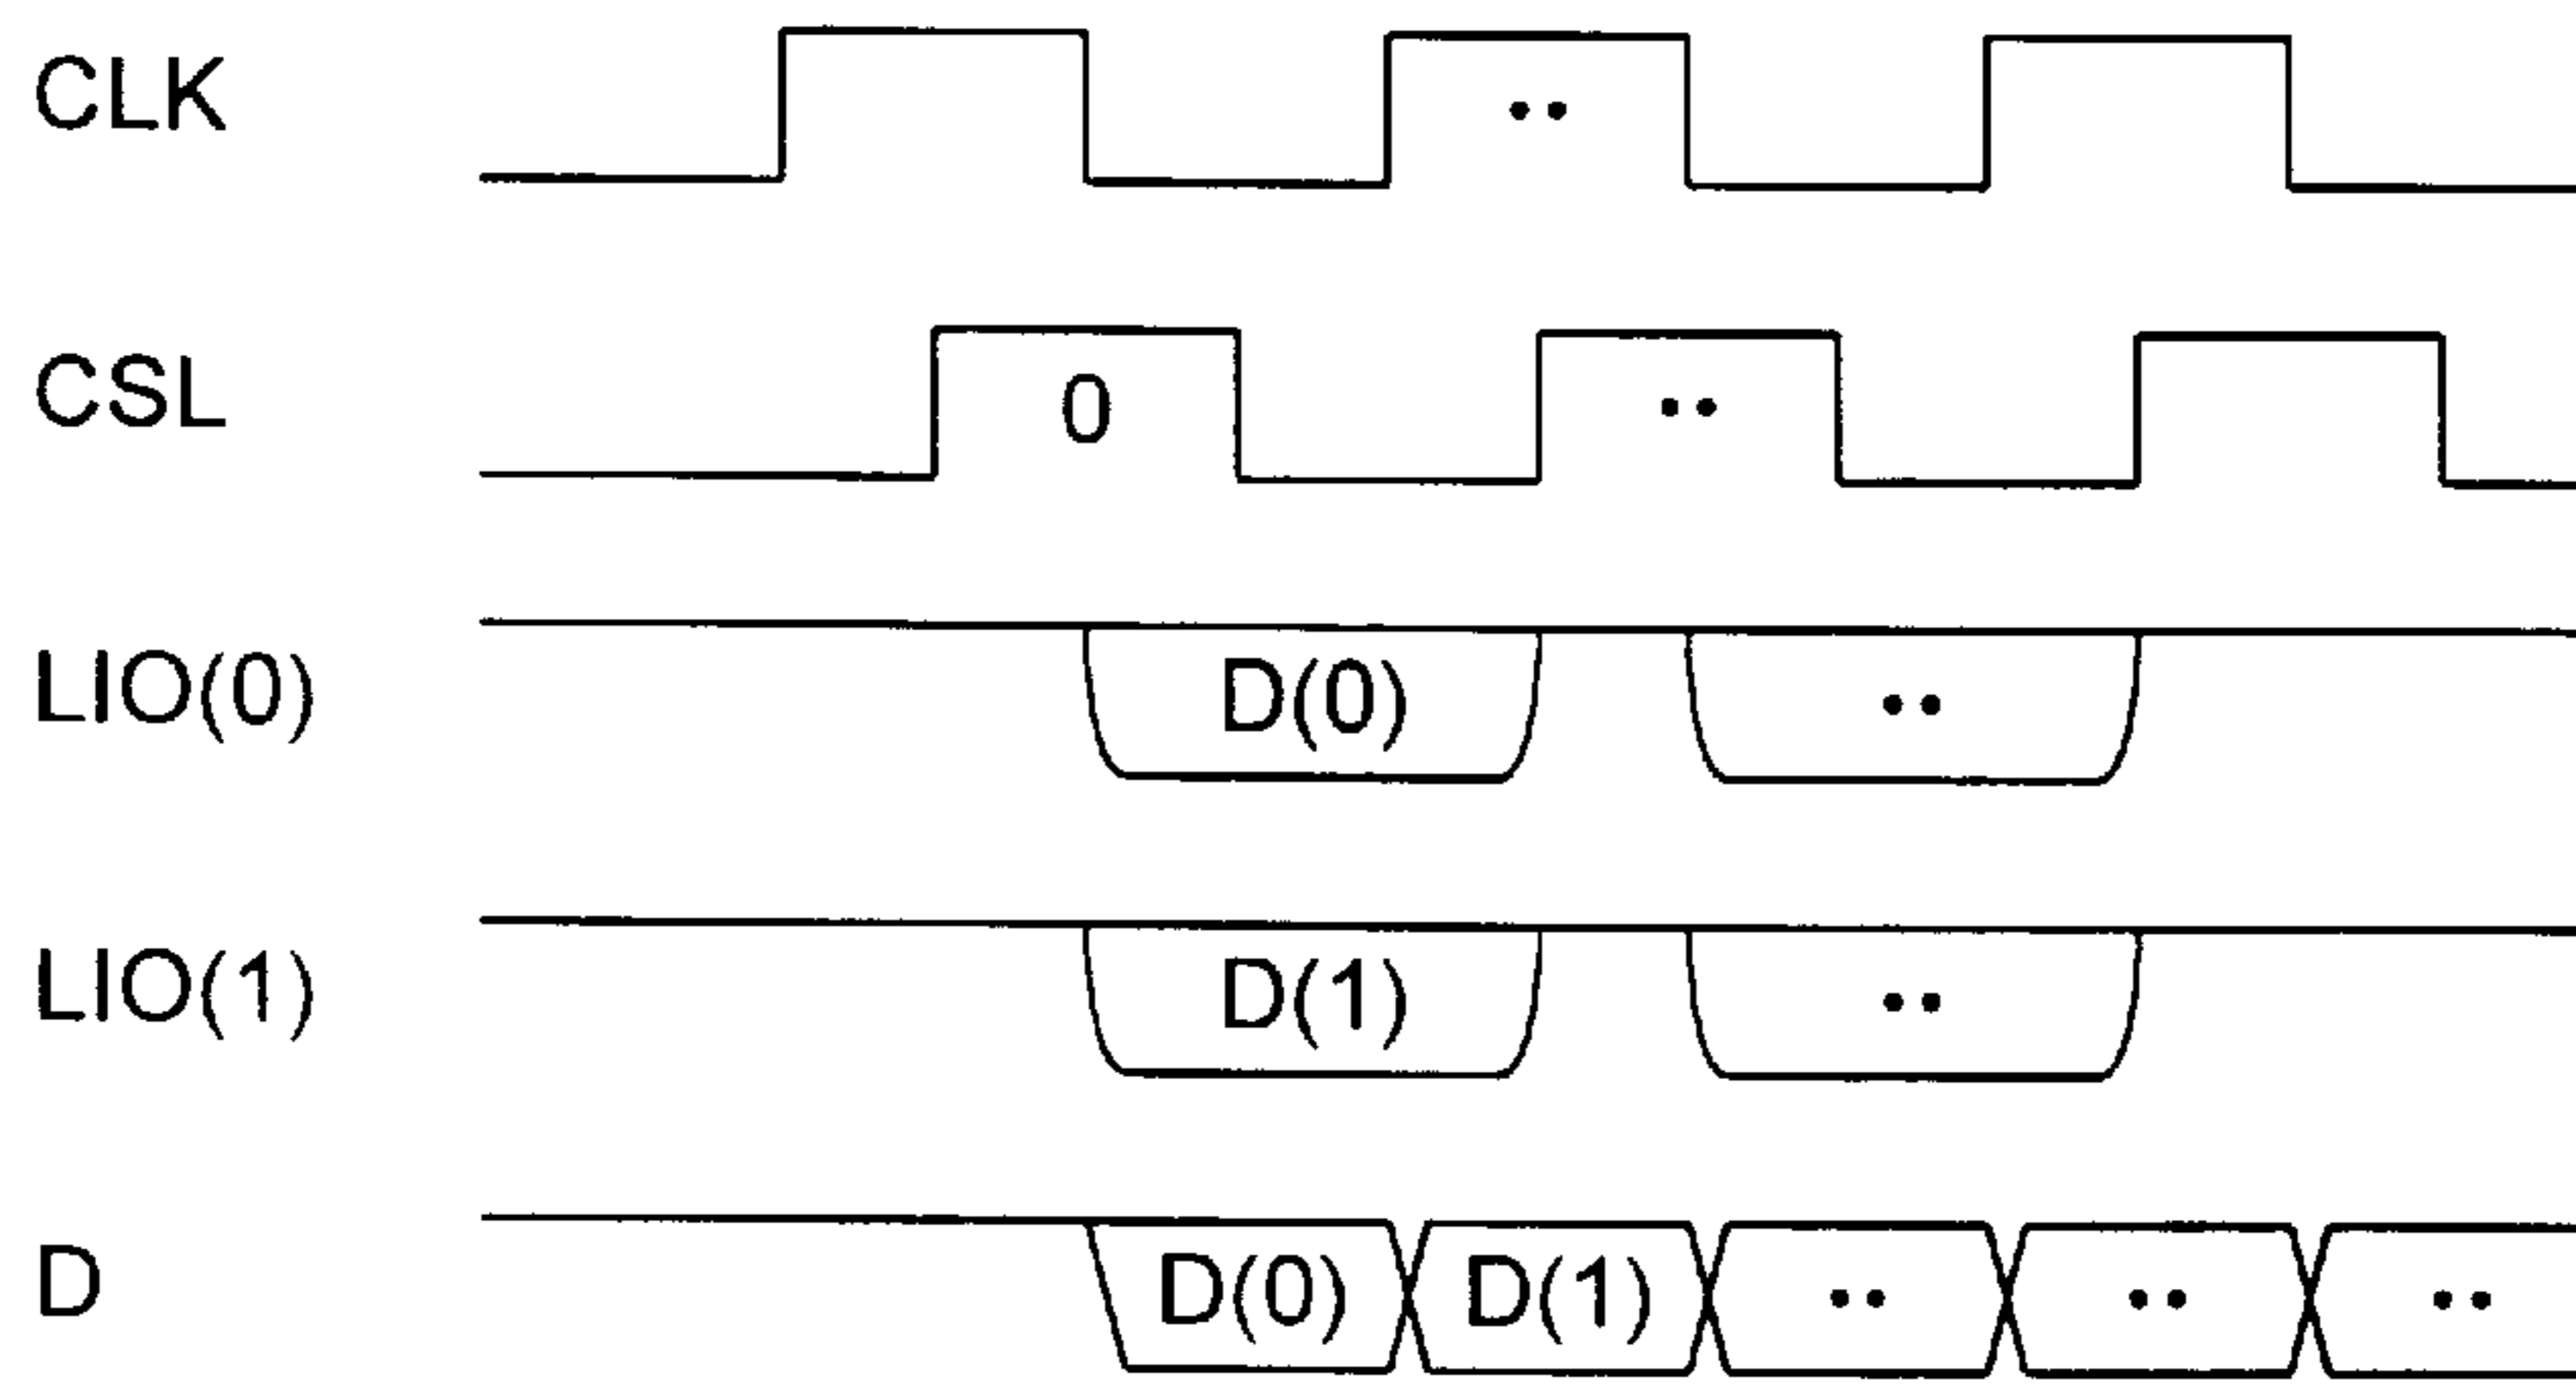 CLK ··
CSL 0 ··
LIO(0) D(0) ··
LIO(1) D(1) ··
D D(0) D(1) ·· ·· ··